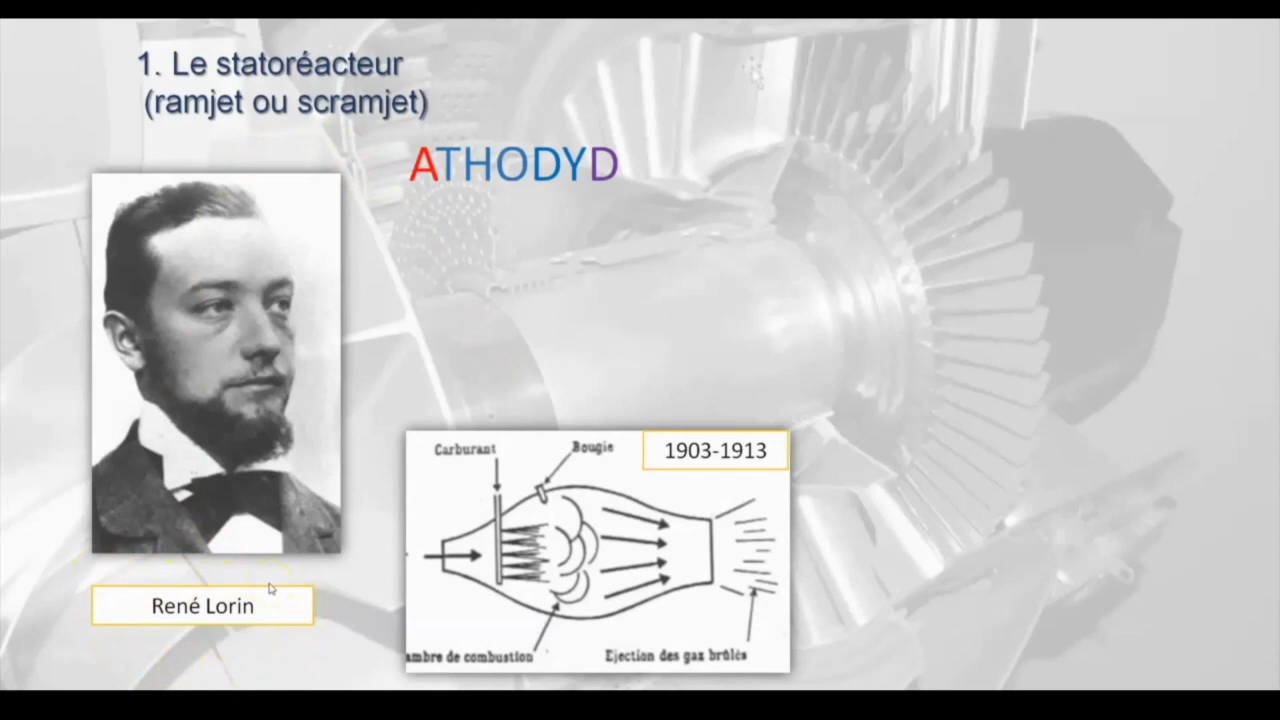 1. Le statoréacteur
(ramjet ou scramjet)
ATHODYD
Carburant
Bougie
1903-1913
René Lorin
ambre de combustion
Ejection des gaz brûlés